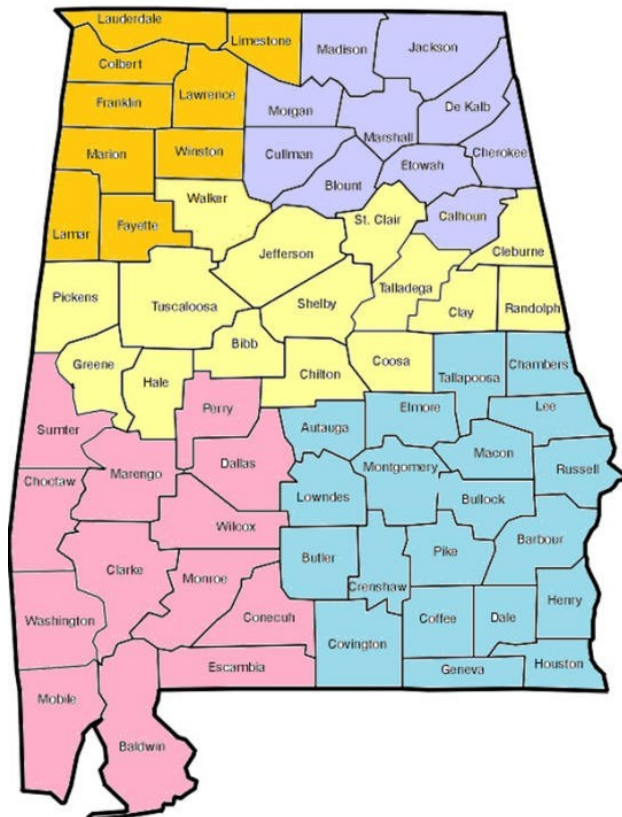 Lauderdale
Limestone
Madison
Jackson
Colbert
Lawrence
Franklin
Morgan
De Kalb
Marshall
Marion
Winston
Cullman
Etowah
Cherokee
Blount
Walker
Lamar
Fayette
St. Clair
Calhoun
Cleburne
Jefferson
Pickens
Tuscaloosa
Shelby
Talladega
Clay
Randolph
Bibb
Greene
Hale
Chilton
Coosa
Tallapoosa
Chambers
Perry
Elmore
Lee
Sumter
Autauga
Dallas
Macon
Marengo
Montgomery
Russell
Choctaw
Lowndes
Bullock
Wilcox
Barbour
Butler
Pike
Clarke
Monroe
Crenshaw
Henry
Washington
Conecuh
Coffee
Dale
Covington
Escambia
Geneva
Houston
Mobile
Baldwin